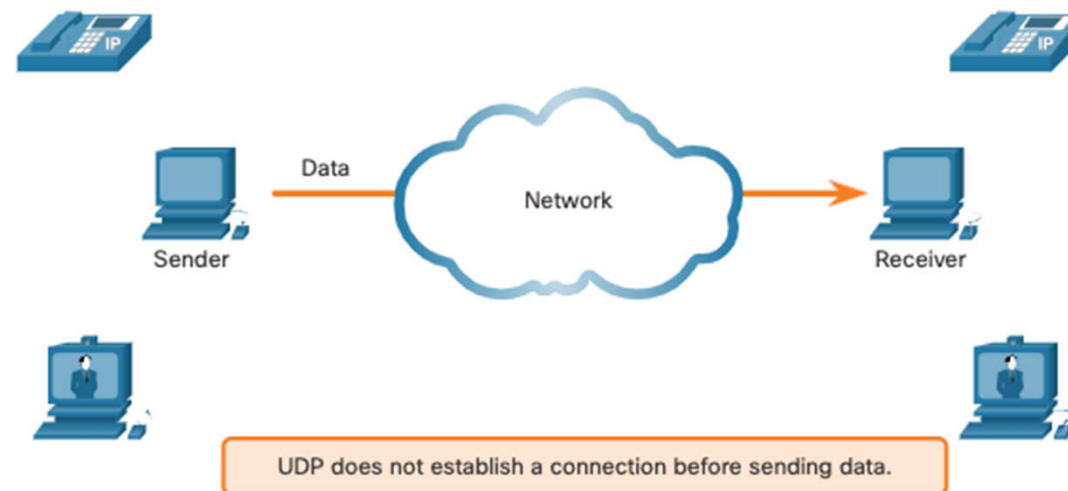 IP
IP
Data
Network
Sender
Receiver
UDP does not establish a connection before sending data.